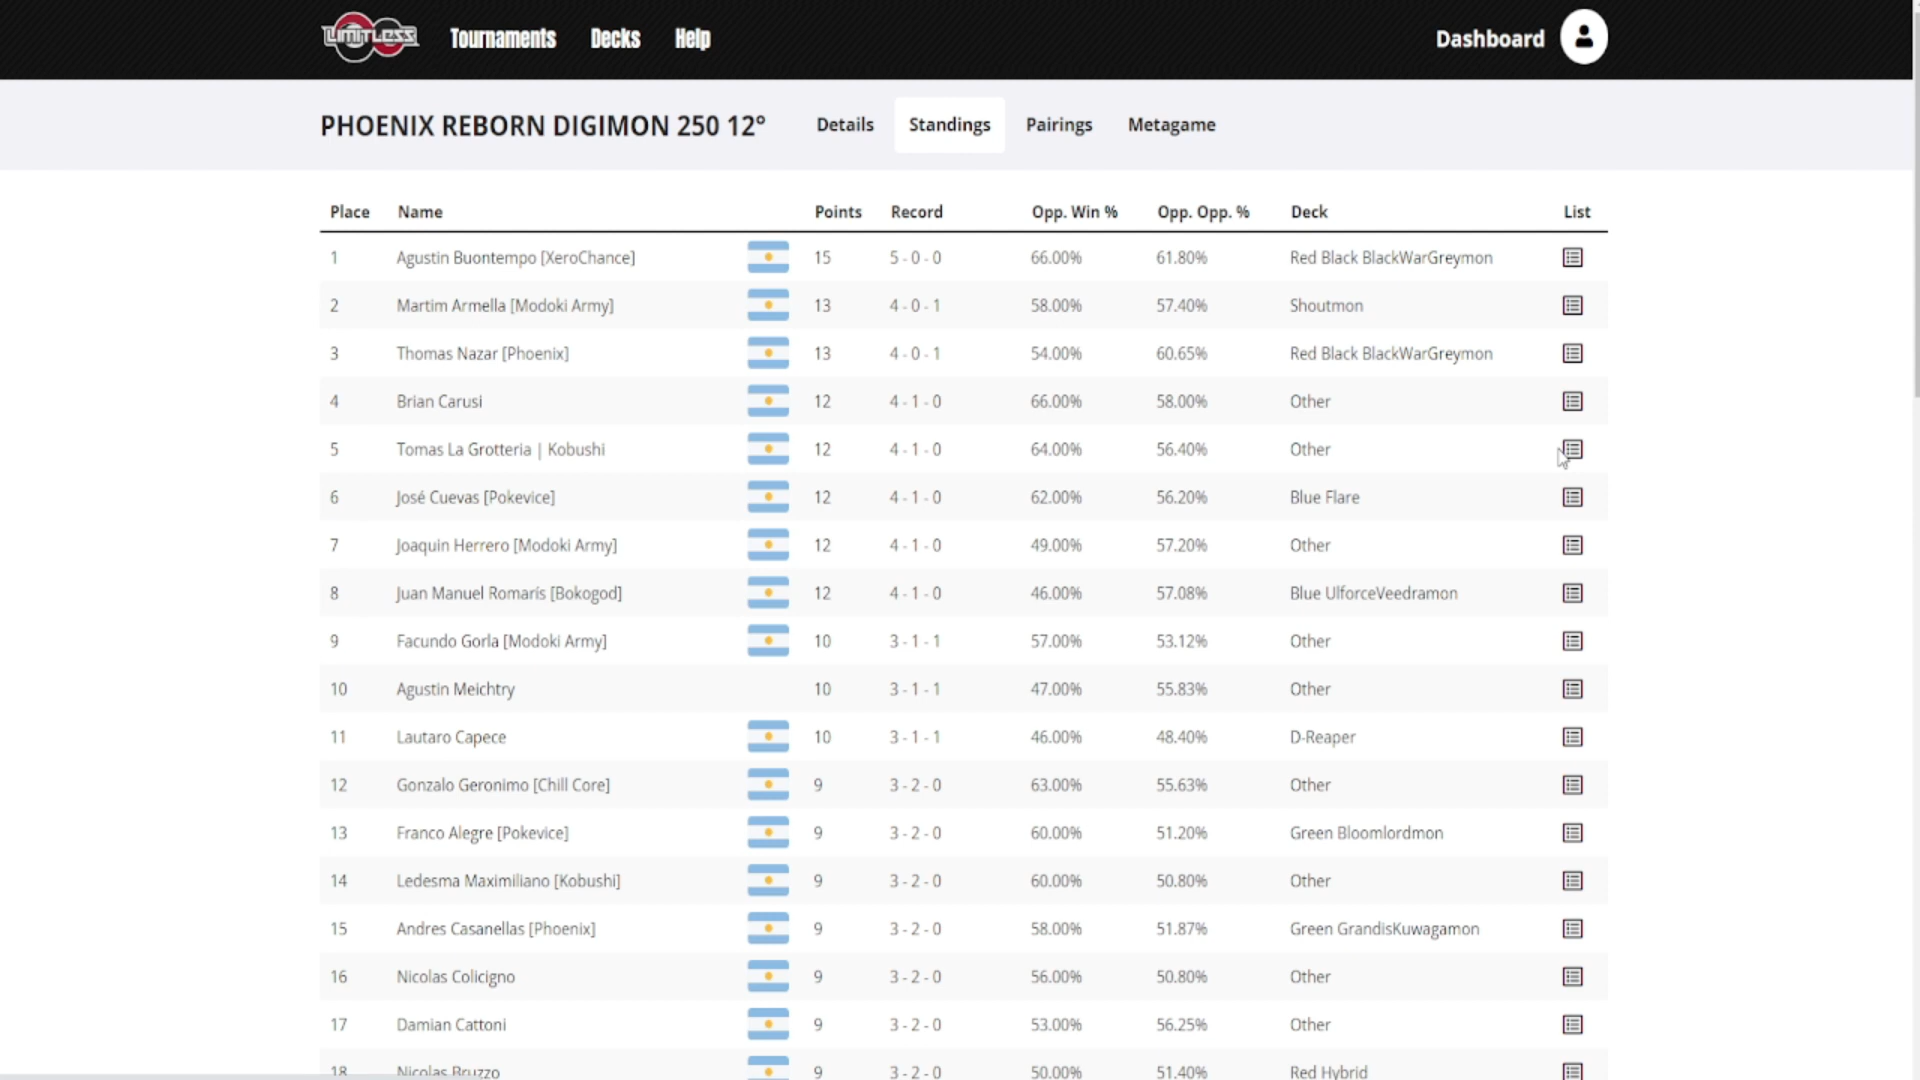 LIMITLESS Tournaments Decks Help Dashboard
PHOENIX REBORN DIGIMON 250 12° Details Standings Pairings Metagame
Place Name Points Record Opp. Win % Opp. Opp. % Deck List
1 Agustin Buontempo [XeroChance] 15 5 - 0 - 0 66.00% 61.80% Red Black BlackWarGreymon
2 Martim Armella [Modoki Army] 13 4 - 0 - 1 58.00% 57.40% Shoutmon
3 Thomas Nazar [Phoenix] 13 4 - 0 - 1 54.00% 60.65% Red Black BlackWarGreymon
4 Brian Carusi 12 4 - 1 - 0 66.00% 58.00% Other
5 Tomas La Grotteria | Kobushi 12 4 - 1 - 0 64.00% 56.40% Other
6 José Cuevas [Pokevice] 12 4 - 1 - 0 62.00% 56.20% Blue Flare
7 Joaquin Herrero [Modoki Army] 12 4 - 1 - 0 49.00% 57.20% Other
8 Juan Manuel Romarís [Bokogod] 12 4 - 1 - 0 46.00% 57.08% Blue UlforceVeedramon
9 Facundo Gorla [Modoki Army] 10 3 - 1 - 1 57.00% 53.12% Other
10 Agustin Meichtry 10 3 - 1 - 1 47.00% 55.83% Other
11 Lautaro Capece 10 3 - 1 - 1 46.00% 48.40% D-Reaper
12 Gonzalo Geronimo [Chill Core] 9 3 - 2 - 0 63.00% 55.63% Other
13 Franco Alegre [Pokevice] 9 3 - 2 - 0 60.00% 51.20% Green Bloomlordmon
14 Ledesma Maximiliano [Kobushi] 9 3 - 2 - 0 60.00% 50.80% Other
15 Andres Casanellas [Phoenix] 9 3 - 2 - 0 58.00% 51.87% Green GrandisKuwagamon
16 Nicolas Colicigno 9 3 - 2 - 0 56.00% 50.80% Other
17 Damian Cattoni 9 3 - 2 - 0 53.00% 56.25% Other
18 Nicolas Bruzzo 9 3 - 2 - 0 50.00% 51.40% Red Hybrid